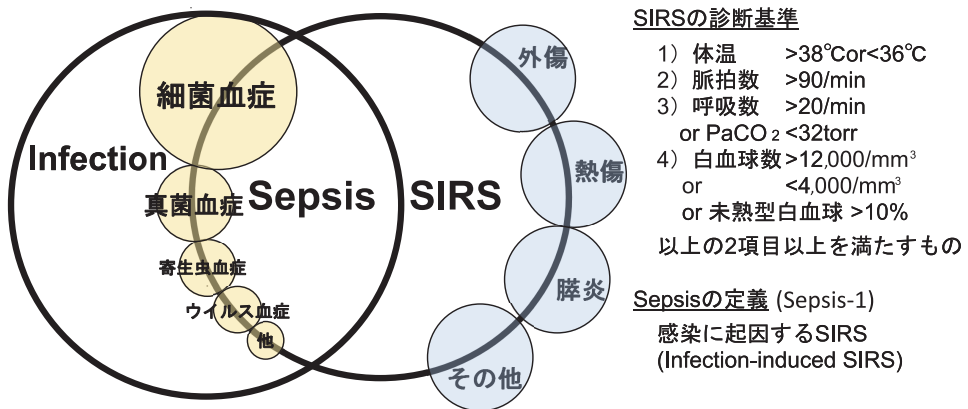 細菌血症
Infection
真菌血症
Sepsis
SIRS
寄生虫血症
ウイルス血症
他
外傷
熱傷
膵炎
その他
SIRSの診断基準
1）体温　>38℃or<36℃
2）脈拍数　>90/min
3）呼吸数　>20/min
or PaCO2 <32torr
4）白血球数 >12,000/mm³
or　<4,000/mm³
or 未熟型白血球 >10%
以上の2項目以上を満たすもの
Sepsisの定義 (Sepsis-1)
感染に起因するSIRS
(Infection-induced SIRS)